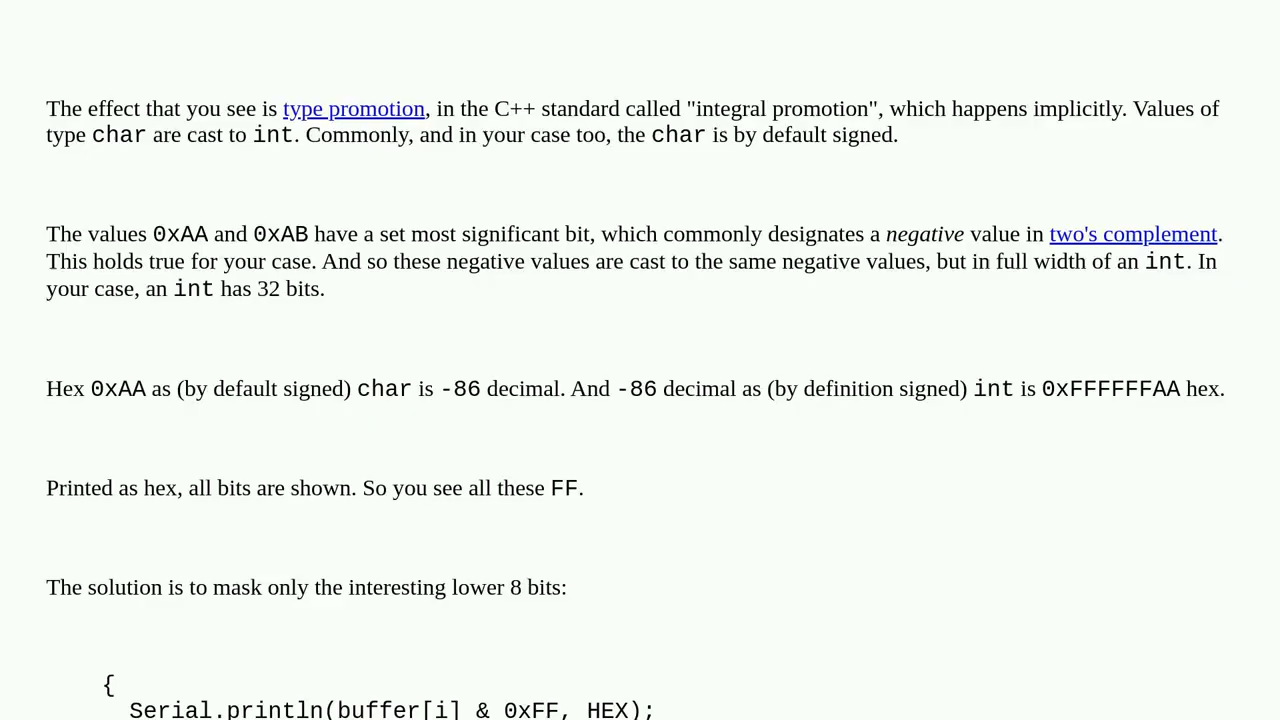 The effect that you see is type promotion, in the C++ standard called "integral promotion", which happens implicitly. Values of
type char are cast to int. Commonly, and in your case too, the char is by default signed.
The values 0xAA and 0xAB have a set most significant bit, which commonly designates a negative value in two's complement.
This holds true for your case. And so these negative values are cast to the same negative values, but in full width of an int. In
your case, an int has 32 bits.
Hex 0xAA as (by default signed) char is -86 decimal. And -86 decimal as (by definition signed) int is 0xFFFFFFAA hex.
Printed as hex, all bits are shown. So you see all these FF.
The solution is to mask only the interesting lower 8 bits:
{
Serial.println(buffer[i] & 0xFF, HEX);